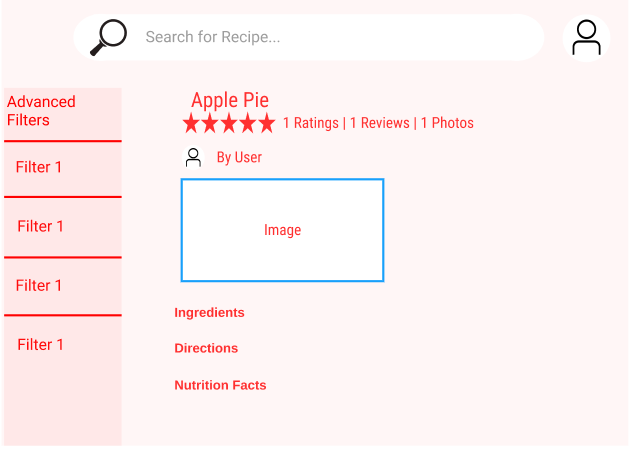 Search for Recipe...
Advanced
Filters
Filter 1
Filter 1
Filter 1
Filter 1
Apple Pie
1 Ratings | 1 Reviews | 1 Photos
By User
Image
Ingredients
Directions
Nutrition Facts